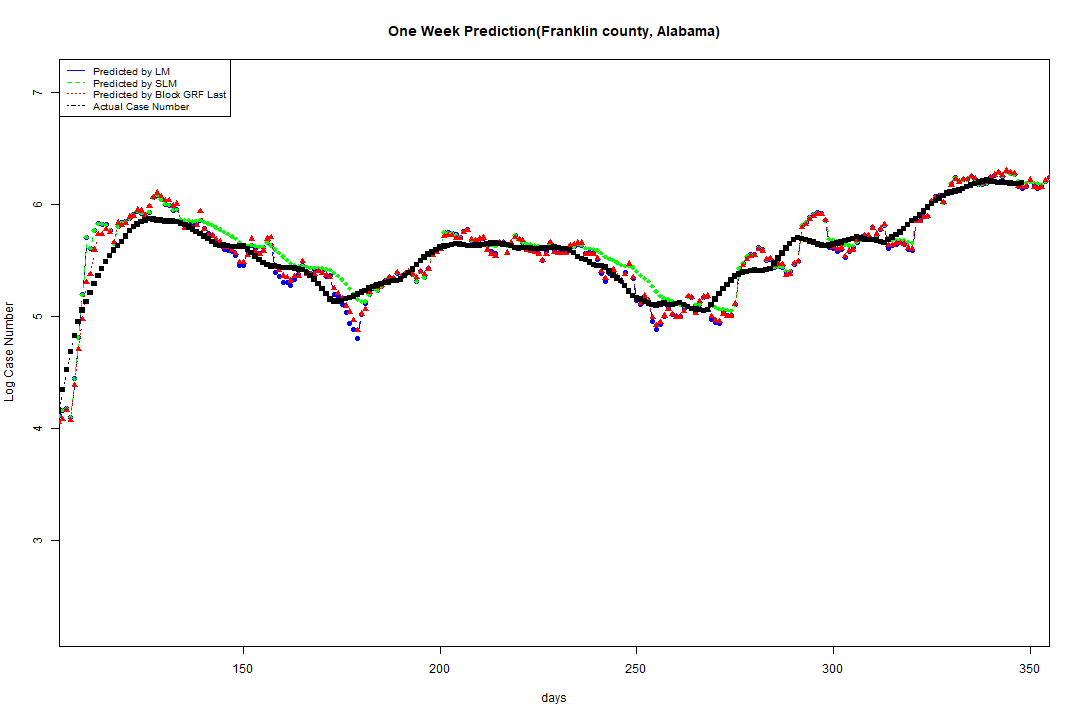 One Week Prediction(Franklin county, Alabama)
Predicted by LM
Predicted by SLM
Predicted by Block GRF Last
Actual Case Number
7
6
5
4
3
Log Case Number
150 200 250 300 350
days